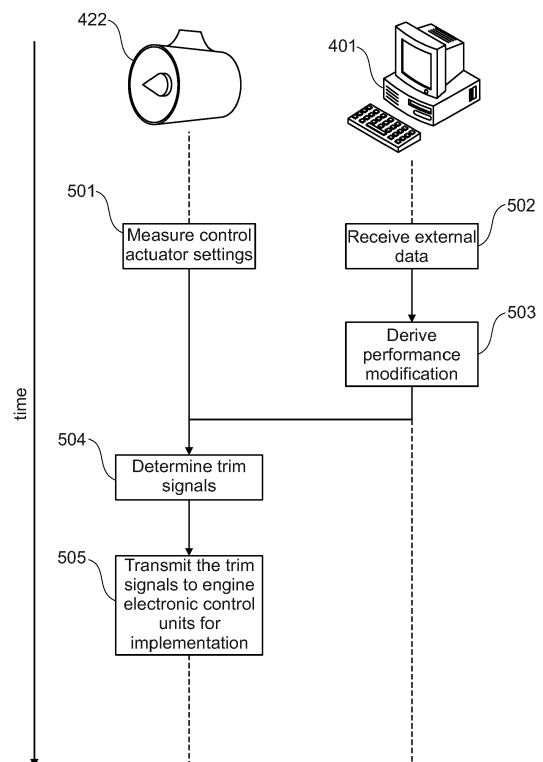 422
401
501
Measure control
actuator settings
502
Receive external
data
503
Derive
performance
modification
time
504
Determine trim
signals
505
Transmit the trim
signals to engine
electronic control
units for
implementation